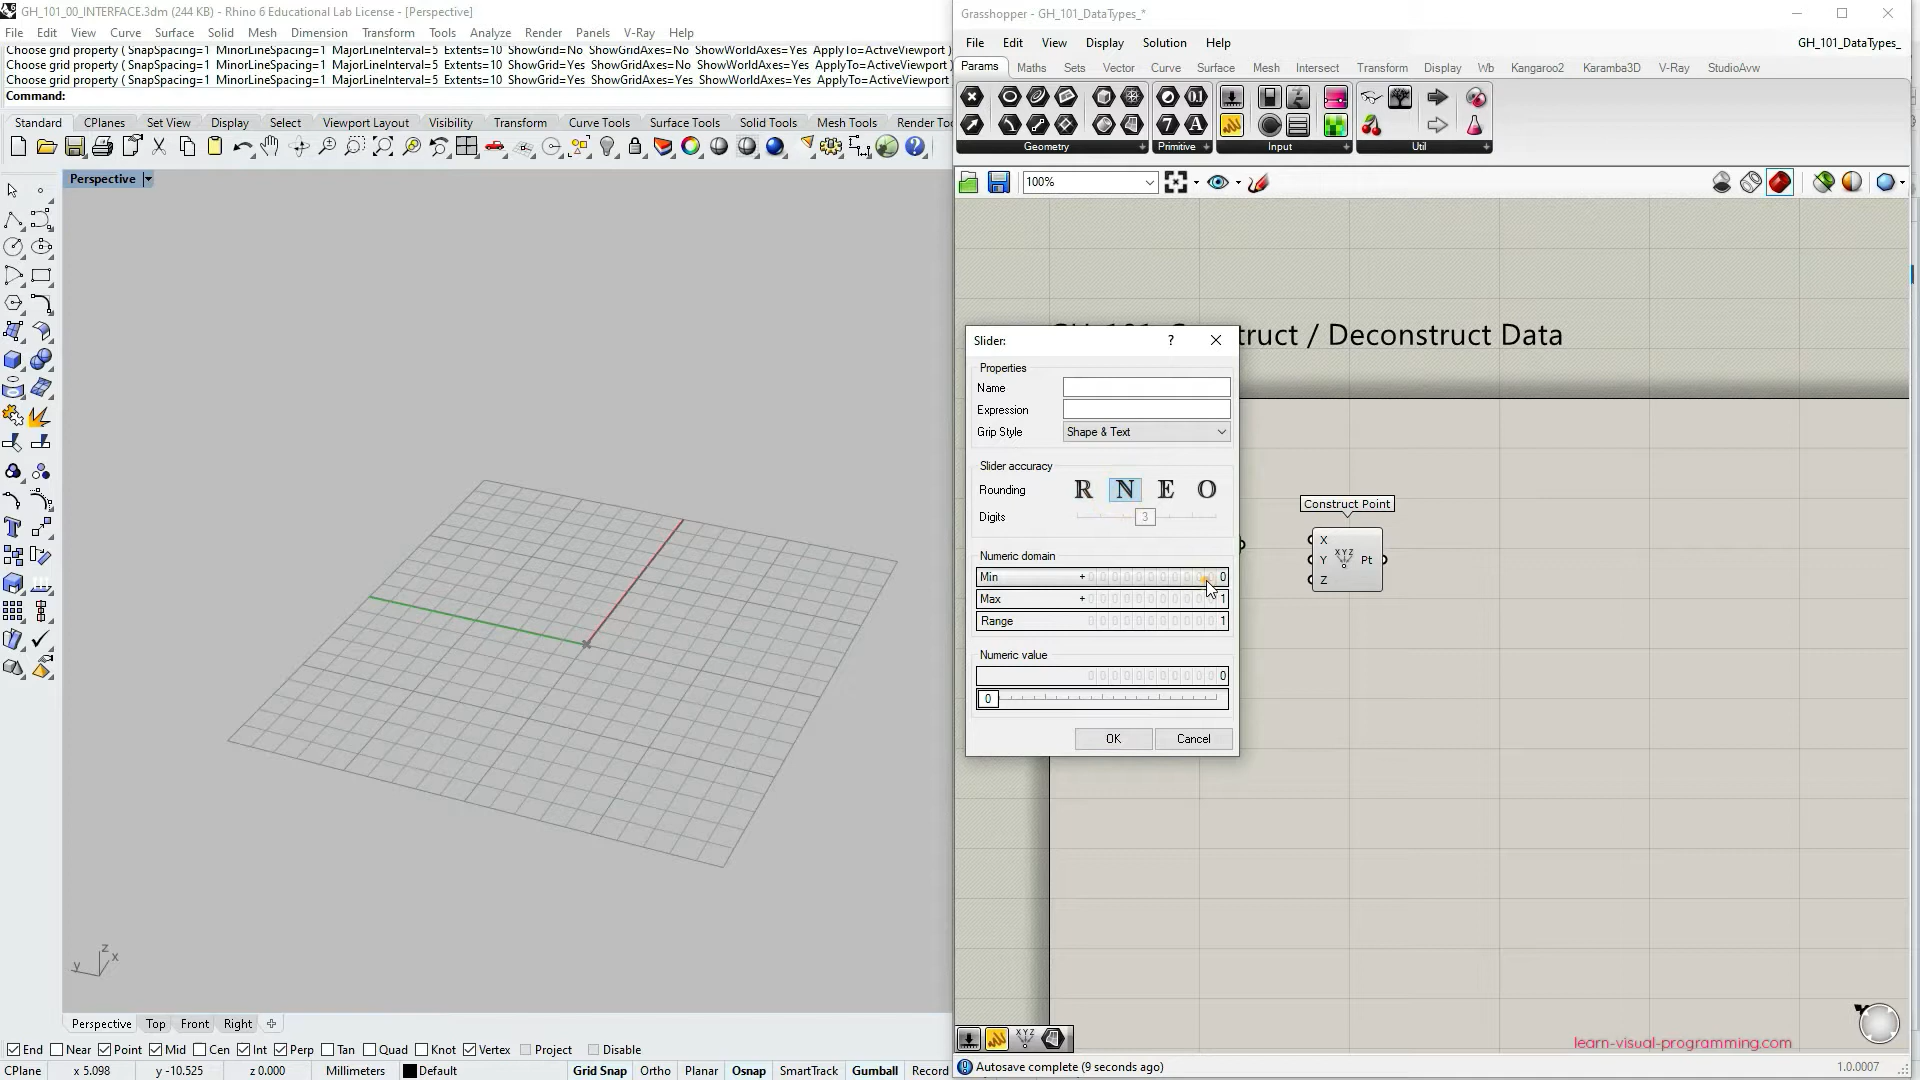 GH_101_00_INTERFACE.3dm (244 KB) - Rhino 6 Educational Lab License - [Perspective]
File Edit View Curve Surface Solid Mesh Dimension Transform Tools Analyze Render Panels V-Ray Help
Choose grid property ( SnapSpacing=1 MinorLineSpacing=1 MajorLineInterval=5 Extents=10 ShowGrid=No ShowGridAxes=No ShowWorldAxes=Yes ApplyTo=ActiveViewport )
Choose grid property ( SnapSpacing=1 MinorLineSpacing=1 MajorLineInterval=5 Extents=10 ShowGrid=Yes ShowGridAxes=No ShowWorldAxes=Yes ApplyTo=ActiveViewport )
Choose grid property ( SnapSpacing=1 MinorLineSpacing=1 MajorLineInterval=5 Extents=10 ShowGrid=Yes ShowGridAxes=Yes ShowWorldAxes=Yes ApplyTo=ActiveViewport
Command:
Standard CPlanes Set View Display Select Viewport Layout Visibility Transform Curve Tools Surface Tools Solid Tools Mesh Tools Render Too
Perspective
z
y x
Perspective Top Front Right
End Near Point Mid Cen Int Perp Tan Quad Knot Vertex Project Disable
CPlane x 5.098 y -10.525 z 0.000 Millimeters Default Grid Snap Ortho Planar Osnap SmartTrack Gumball Record
Grasshopper - GH_101_DataTypes_*
File Edit View Display Solution Help GH_101_DataTypes_
Params Maths Sets Vector Curve Surface Mesh Intersect Transform Display Wb Kangaroo2 Karamba3D V-Ray StudioAvw
Geometry Primitive Input Util
100%
truct / Deconstruct Data
Slider:
?
Properties
Name
Expression
Grip Style Shape & Text
Slider accuracy
Rounding R N E O
Digits 3
Numeric domain
Min + 0
Max + 1
Range 1
Numeric value
0
0
OK Cancel
Construct Point
X
Y XYZ Pt
Z
learn-visual-programming.com
Autosave complete (9 seconds ago) 1.0.0007